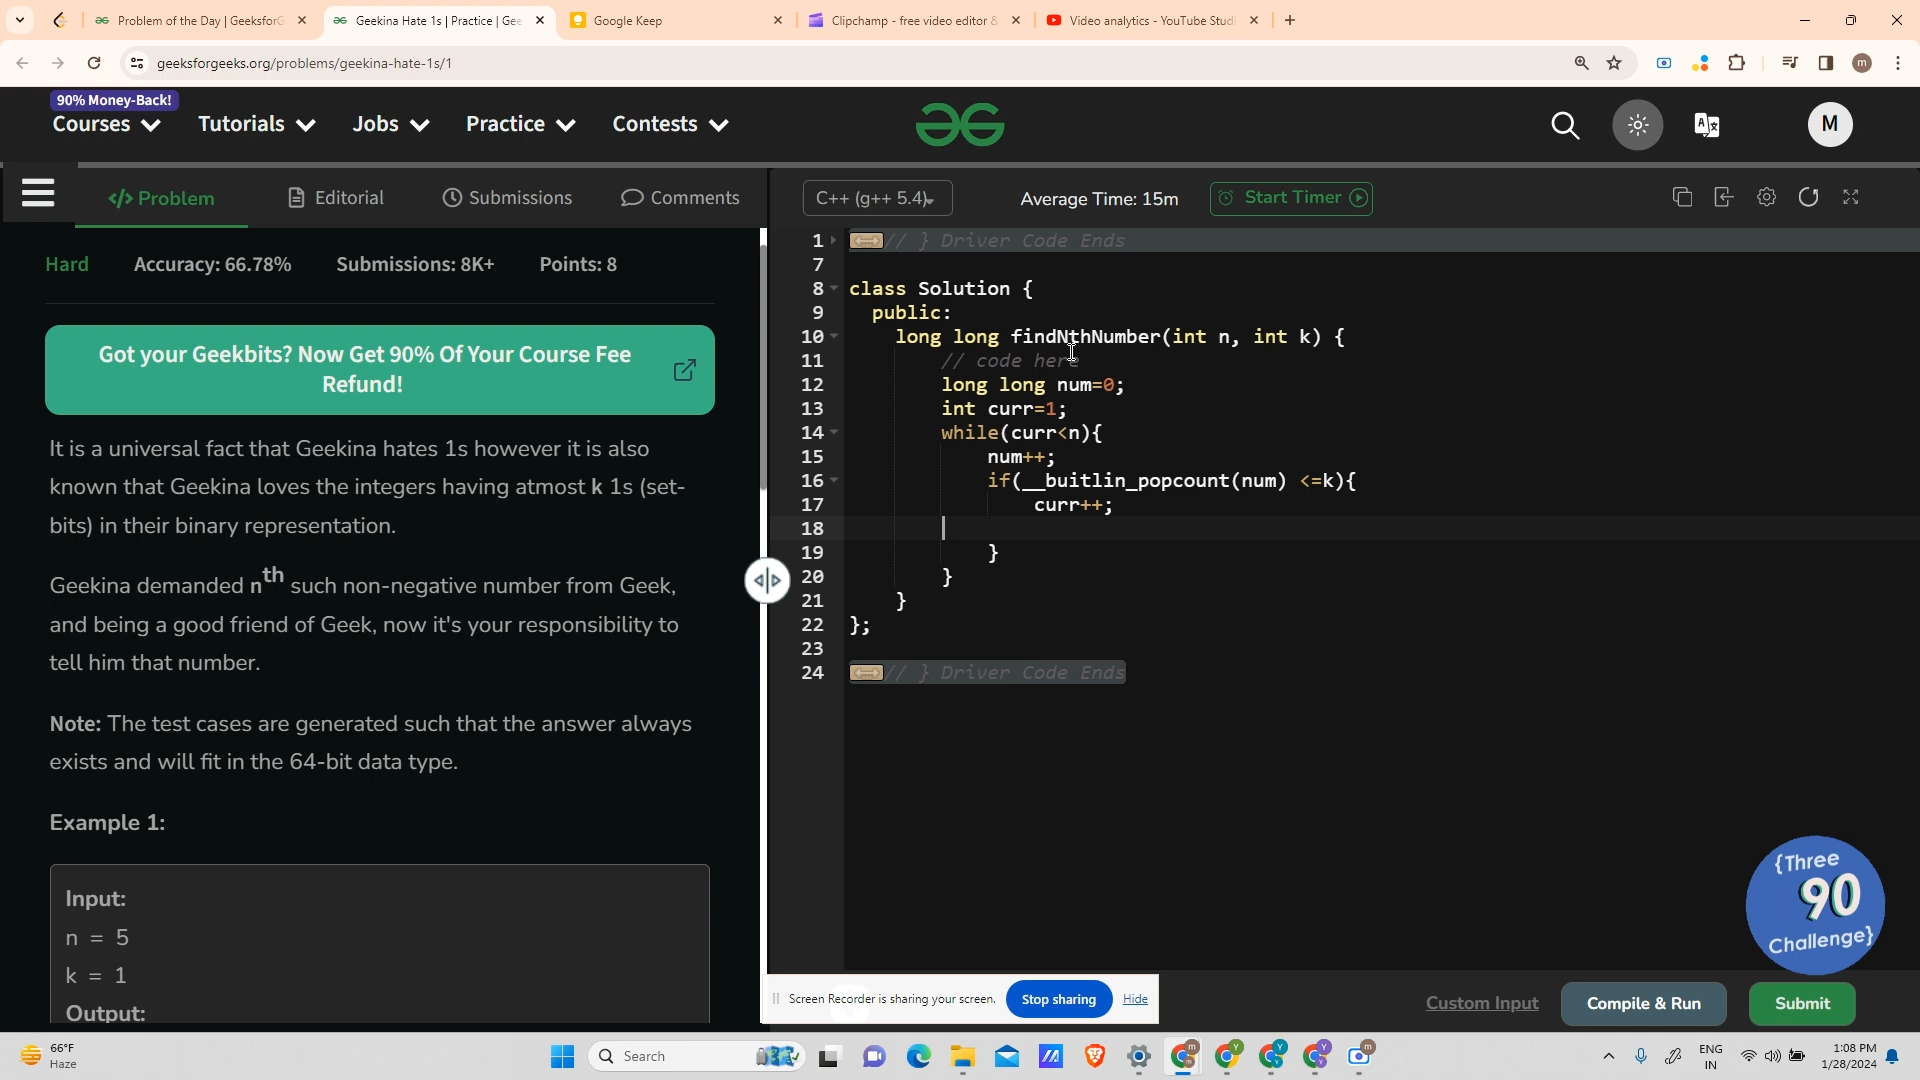 Problem of the Day | GeeksforG
Geekina Hate 1s | Practice | Gee
Google Keep
Clipchamp - free video editor &
Video analytics - YouTube Studi
geeksforgeeks.org/problems/geekina-hate-1s/1
m
90% Money-Back!
Courses
Tutorials
Jobs
Practice
Contests
M
</> Problem
Editorial
Submissions
Comments
C++ (g++ 5.4)
Average Time: 15m
Start Timer
Hard
Accuracy: 66.78%
Submissions: 8K+
Points: 8
Got your Geekbits? Now Get 90% Of Your Course Fee
Refund!
It is a universal fact that Geekina hates 1s however it is also
known that Geekina loves the integers having atmost k 1s (set-
bits) in their binary representation.
Geekina demanded nth such non-negative number from Geek,
and being a good friend of Geek, now it's your responsibility to
tell him that number.
Note: The test cases are generated such that the answer always
exists and will fit in the 64-bit data type.
Example 1:
Input:
n = 5
k = 1
Output:
1 // } Driver Code Ends
7
8 class Solution {
9 public:
10 long long findNthNumber(int n, int k) {
11 // code here
12 long long num=0;
13 int curr=1;
14 while(curr<n){
15 num++;
16 if(__buitlin_popcount(num) <=k){
17 curr++;
18
19 }
20 }
21 }
22 };
23
24 // } Driver Code Ends
{Three
90
Challenge}
Screen Recorder is sharing your screen.
Stop sharing
Hide
Custom Input
Compile & Run
Submit
66°F
Haze
Search
ENG
IN
1:08 PM
1/28/2024